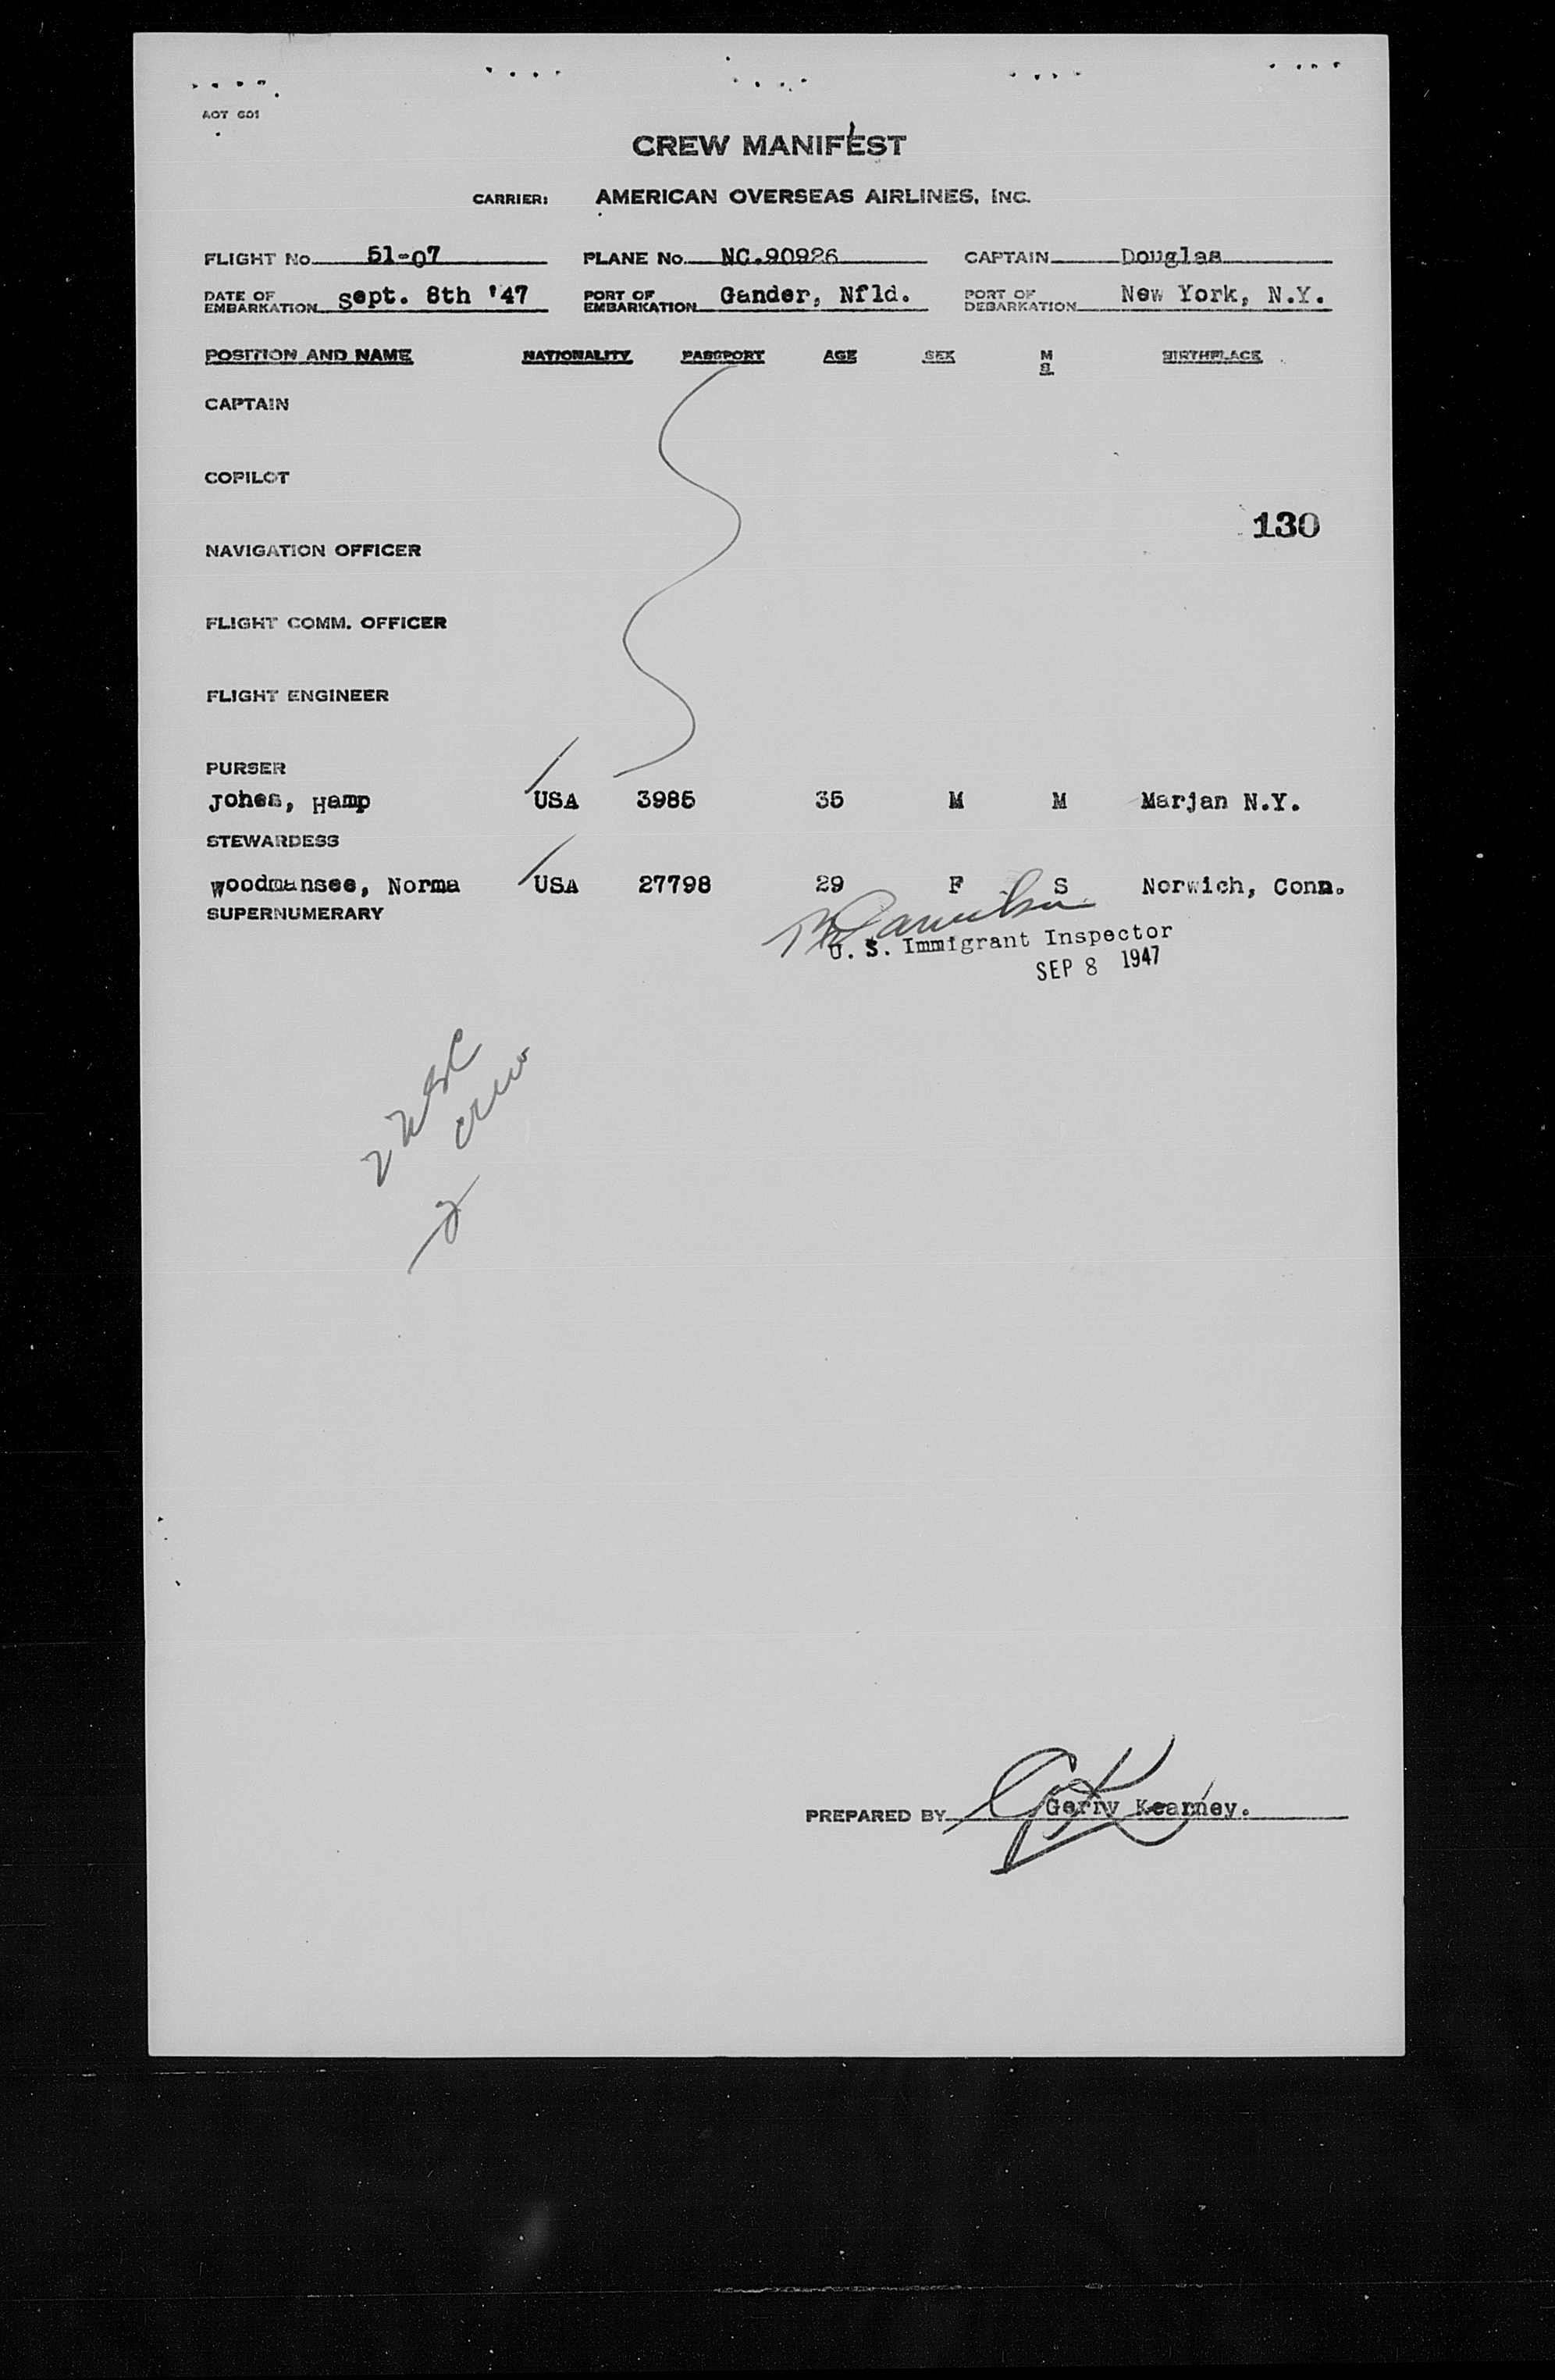 AOT 601
CREW MANIFEST
CARRIER: AMERICAN OVERSEAS AIRLINES, INC.
FLIGHT No. 51-07 PLANE No. NC.90926 CAPTAIN Douglas
DATE OF EMBARKATION Sept. 8th '47 PORT OF EMBARKATION Gander, Nfld. PORT OF DEBARKATION New York, N.Y.
POSITION AND NAME NATIONALITY PASSPORT AGE SEX M S BIRTHPLACE
CAPTAIN
COPILOT
130
NAVIGATION OFFICER
FLIGHT COMM. OFFICER
FLIGHT ENGINEER
PURSER
Jones, Hamp USA 3985 35 M M Marjan N.Y.
STEWARDESS
Woodmansee, Norma USA 27798 29 F S Norwich, Conn.
SUPERNUMERARY
U. S. Immigrant Inspector
SEP 8 1947
2 USC
crew
2
PREPARED BY Gerry Kearney.